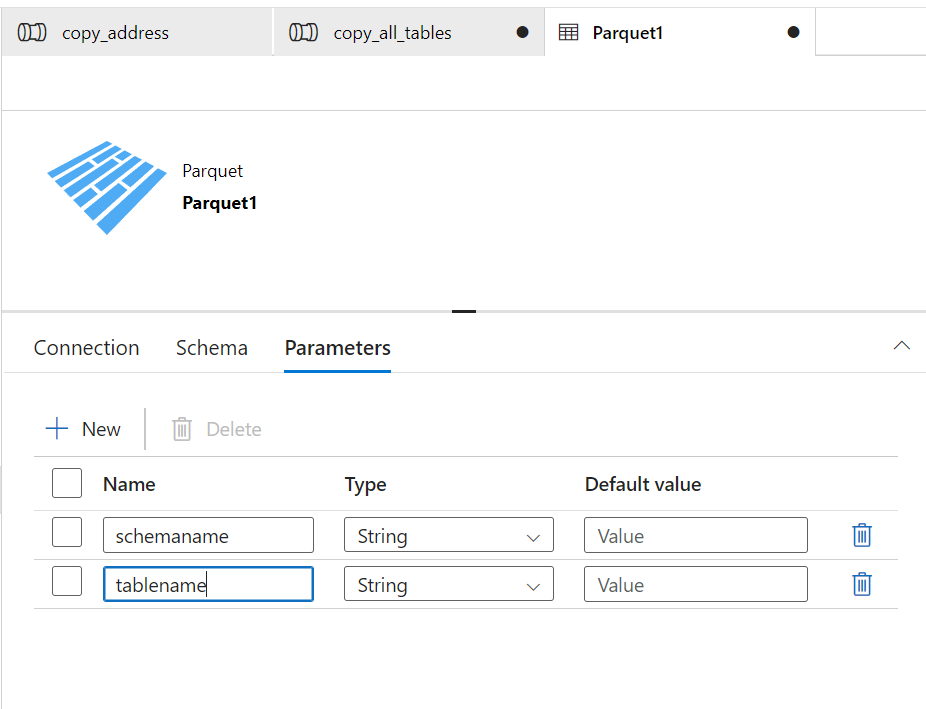 copy_address copy_all_tables Parquet1
Parquet
Parquet1
Connection Schema Parameters
New Delete
Name Type Default value
schemaname String Value
tablename String Value